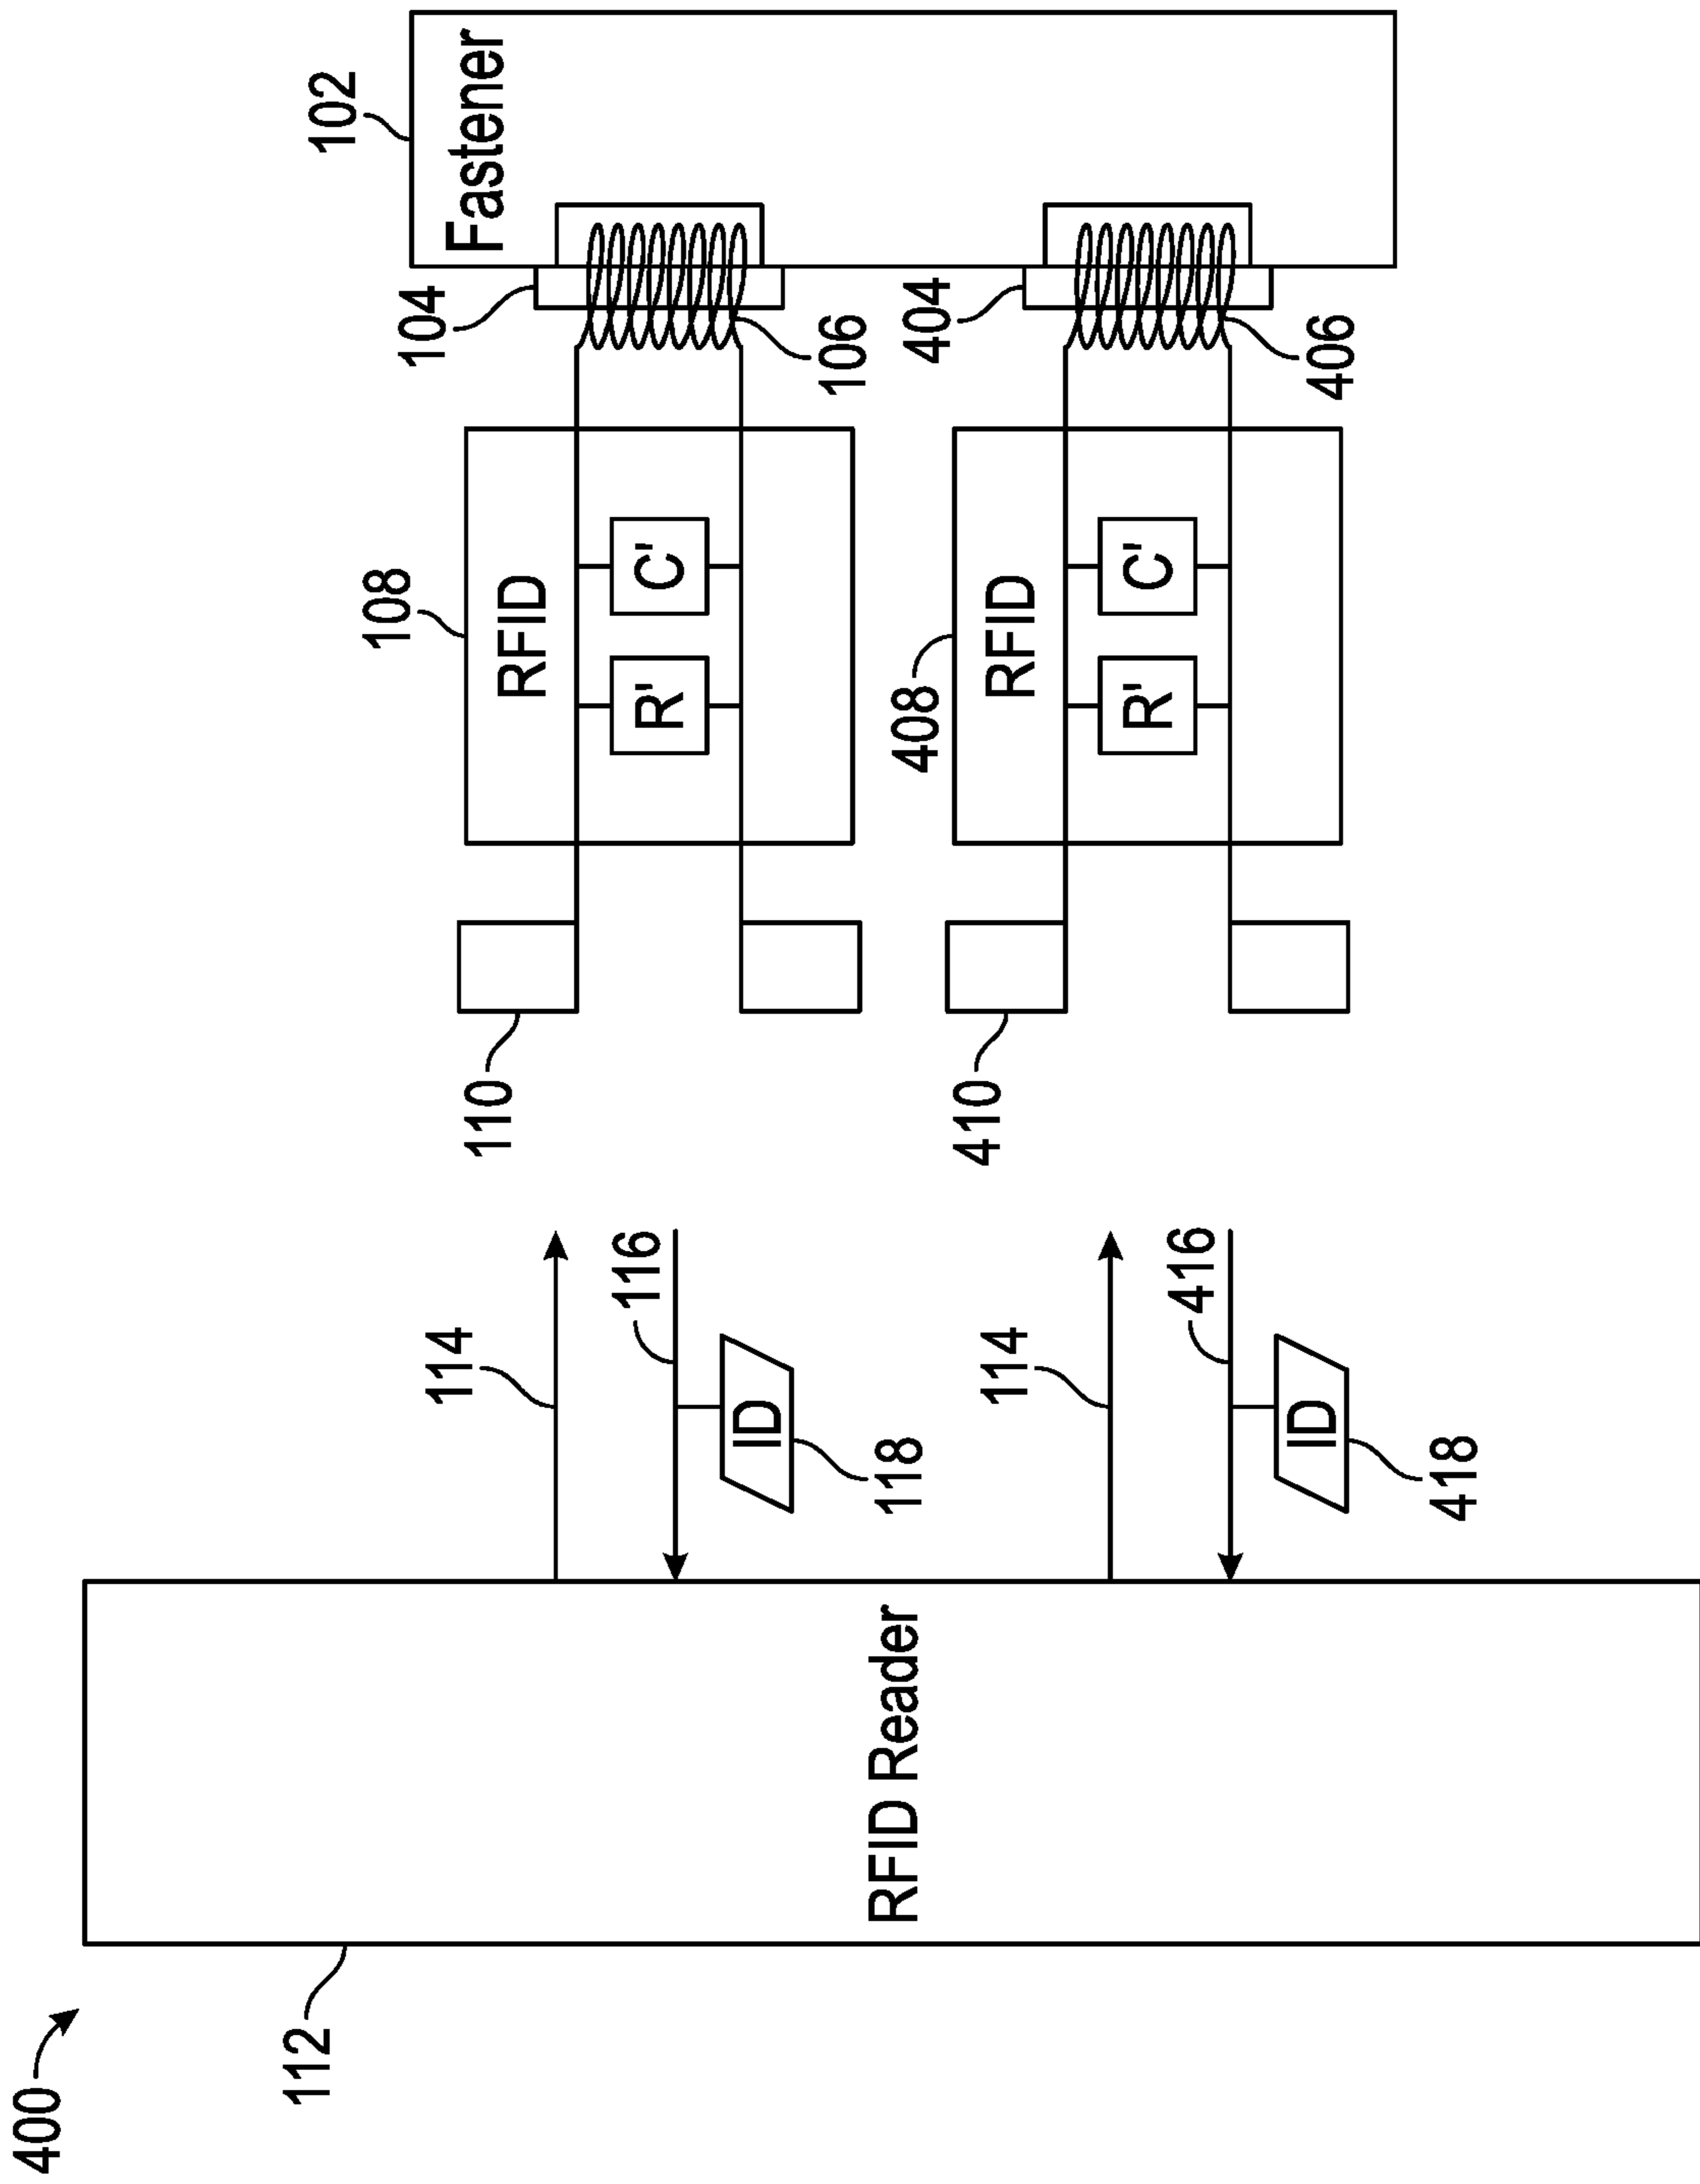 400
112
102
108
104
114
Fastener
110
RFID
116
R' C'
ID
106
RFID Reader
118
408
404
410
114
RFID
R' C'
416
ID
406
418